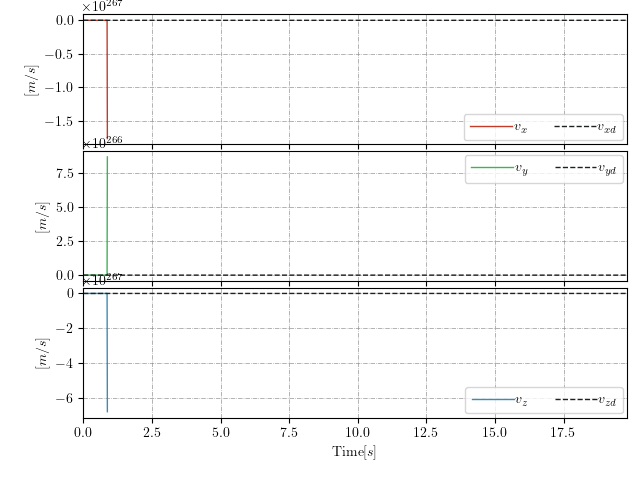 ×10^267
0.0
−0.5
−1.0
−1.5
[m/s]
v_x v_xd
×10^266
7.5
5.0
2.5
0.0
[m/s]
v_y v_yd
×10^267
0
−2
−4
−6
[m/s]
v_z v_zd
0.0 2.5 5.0 7.5 10.0 12.5 15.0 17.5
Time[s]